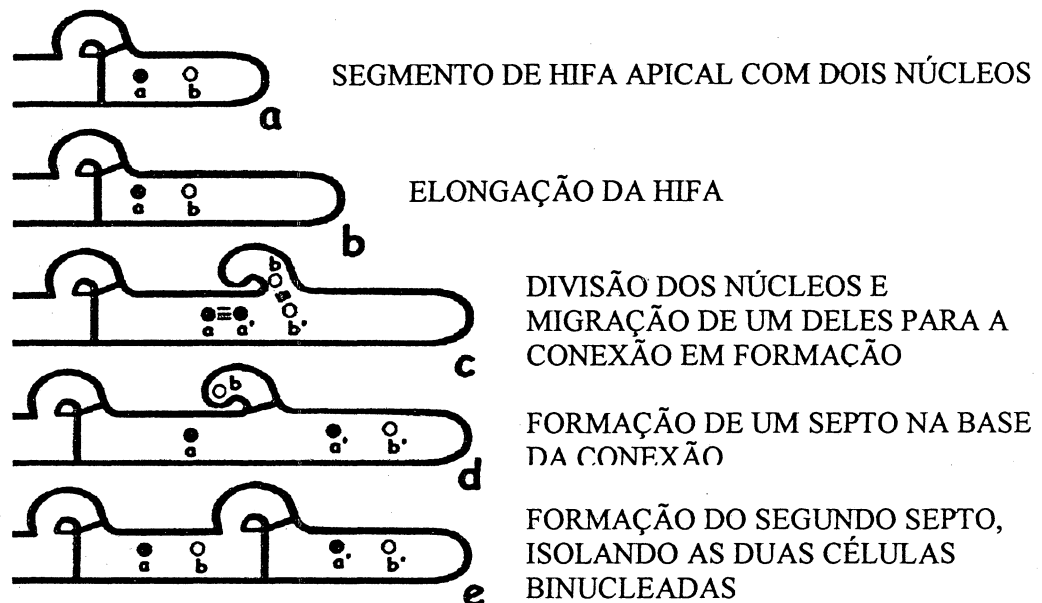 SEGMENTO DE HIFA APICAL COM DOIS NÚCLEOS
a b
a
ELONGAÇÃO DA HIFA
a b
b
DIVISÃO DOS NÚCLEOS E
MIGRAÇÃO DE UM DELES PARA A
CONEXÃO EM FORMAÇÃO
b
a a' b'
c
FORMAÇÃO DE UM SEPTO NA BASE
DA CONEXÃO
b
a a' b'
d
FORMAÇÃO DO SEGUNDO SEPTO,
ISOLANDO AS DUAS CÉLULAS
BINUCLEADAS
a b a' b'
e